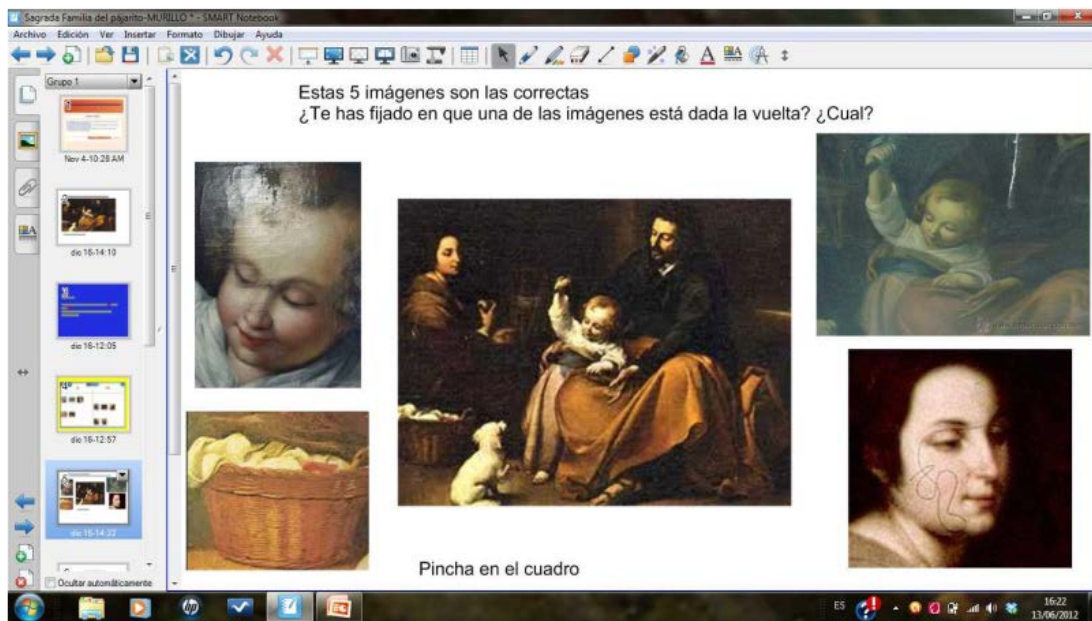 Sagrada Familia del pájarito-MURILLO * - SMART Notebook
Archivo Edición Ver Insertar Formato Dibujar Ayuda
Grupo 1
Nov 4-10:28 AM
dic 16-14:10
dic 16-12:05
dic 16-12:57
dic 16-14:22
Ocultar automáticamente
Estas 5 imágenes son las correctas
¿Te has fijado en que una de las imágenes está dada la vuelta? ¿Cual?
Pincha en el cuadro
ES
16:22
13/06/2012